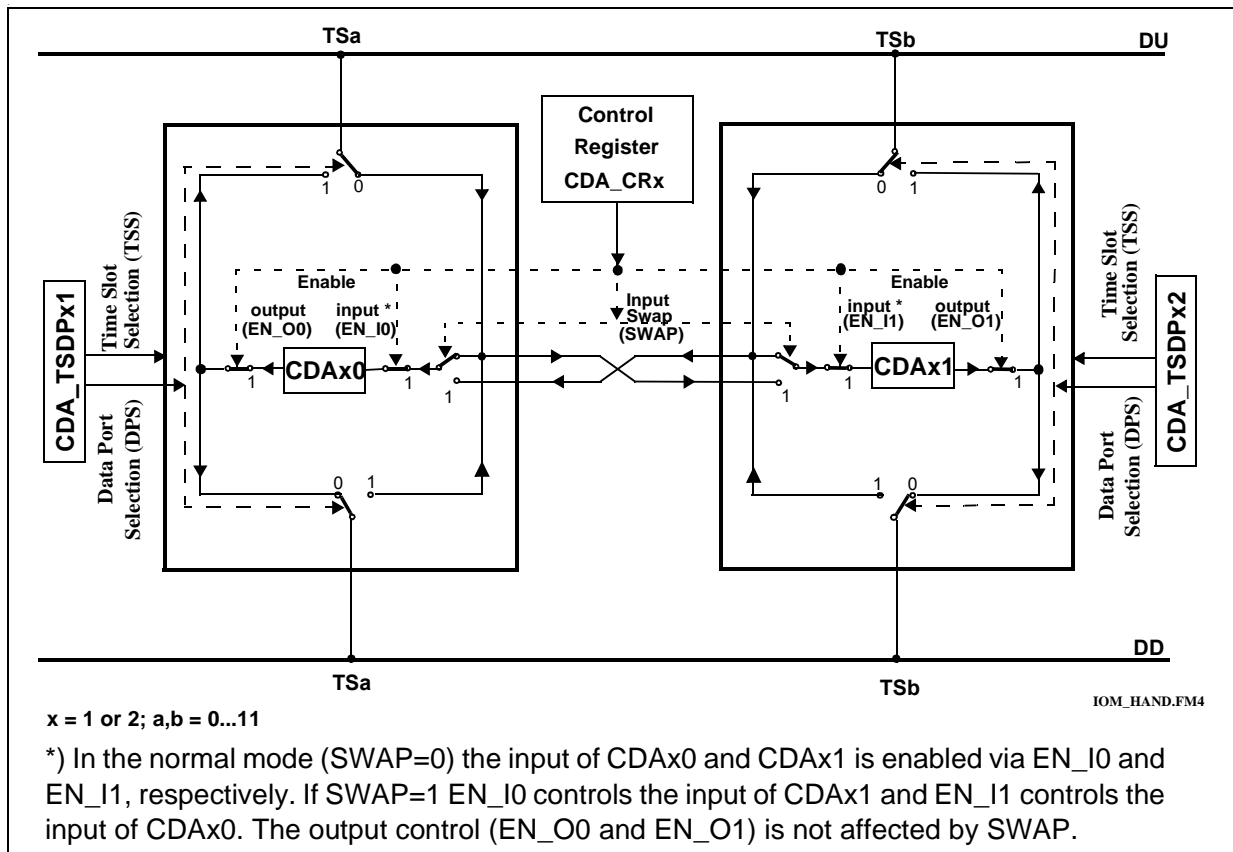 TSa
TSb
DU
Control
Register
CDA_CRx
1
0
0
1
Time Slot
Selection (TSS)
Time Slot
Selection (TSS)
Enable
Enable
output
(EN_O0)
input *
(EN_I0)
Input
Swap
(SWAP)
input *
(EN_I1)
output
(EN_O1)
CDA_TSDPx1
CDA_TSDPx2
CDAx0
CDAx1
1
1
1
1
1
1
Data Port
Selection (DPS)
Data Port
Selection (DPS)
0
1
1
0
DD
TSa
TSb
IOM_HAND.FM4
x = 1 or 2; a,b = 0...11
*) In the normal mode (SWAP=0) the input of CDAx0 and CDAx1 is enabled via EN_I0 and
EN_I1, respectively. If SWAP=1 EN_I0 controls the input of CDAx1 and EN_I1 controls the
input of CDAx0. The output control (EN_O0 and EN_O1) is not affected by SWAP.